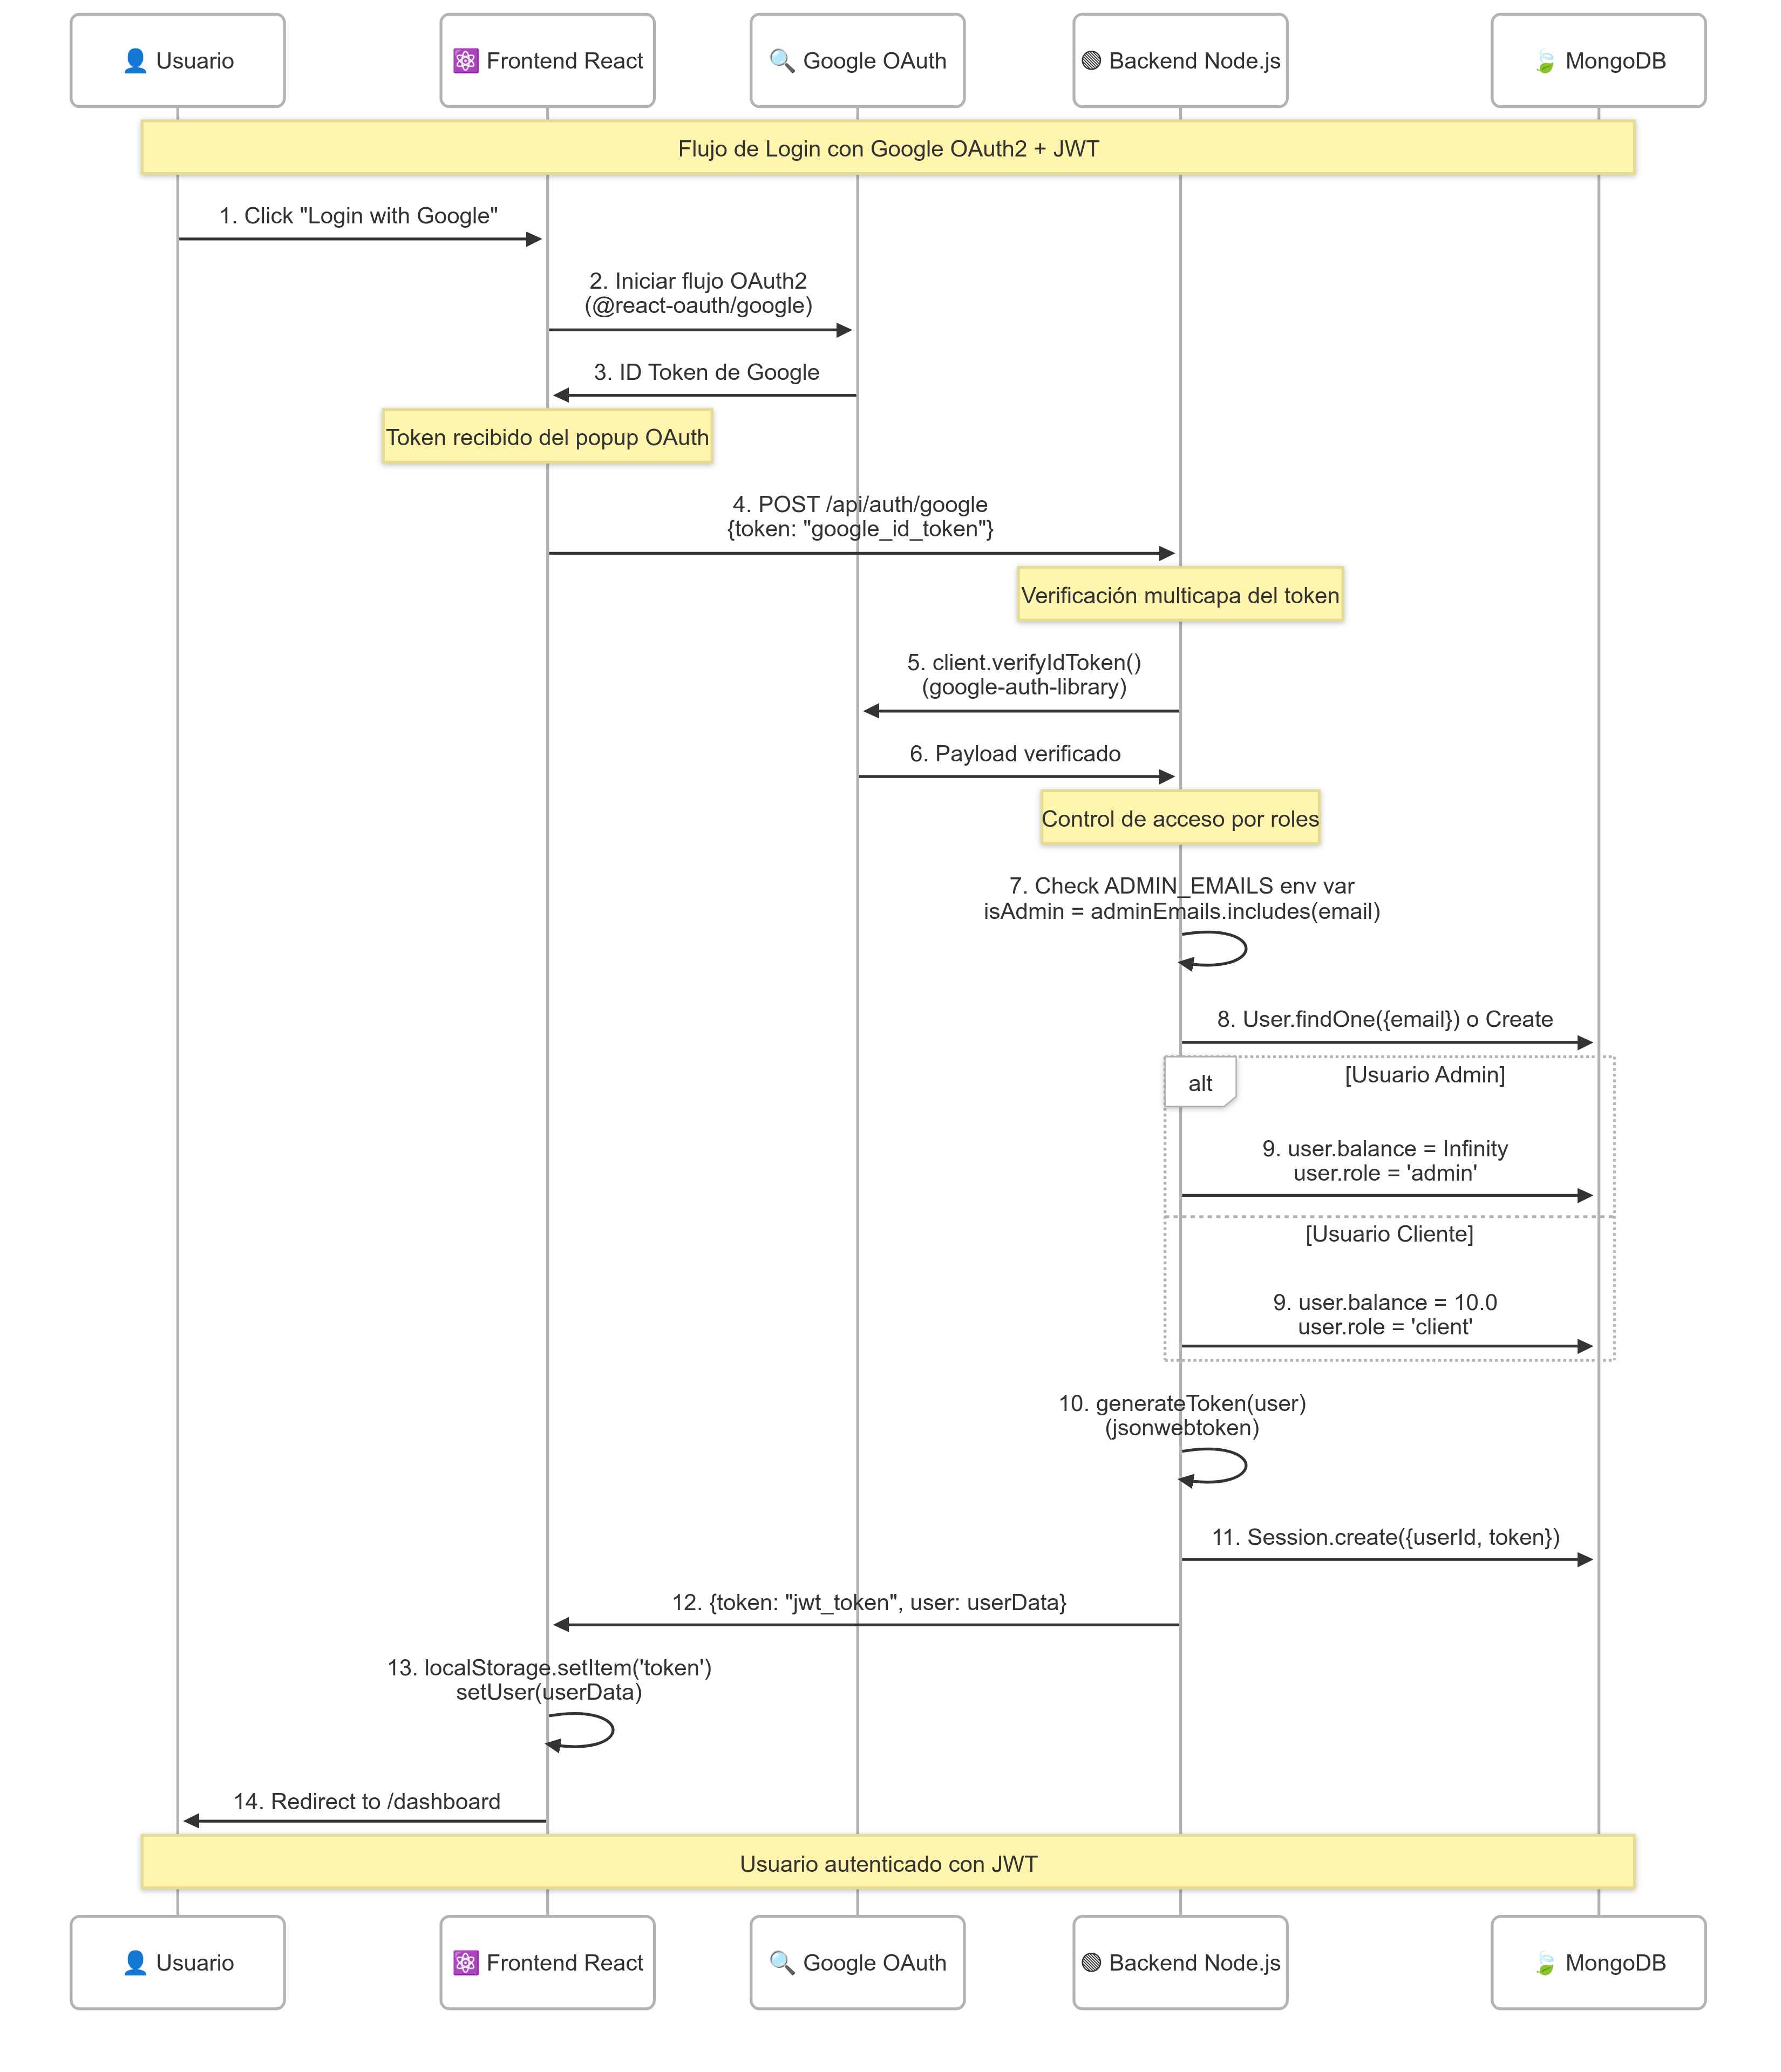 👤 Usuario
⚛️ Frontend React
🔍 Google OAuth
🟢 Backend Node.js
🍃 MongoDB
Flujo de Login con Google OAuth2 + JWT
1. Click "Login with Google"
2. Iniciar flujo OAuth2
(@react-oauth/google)
3. ID Token de Google
Token recibido del popup OAuth
4. POST /api/auth/google
{token: "google_id_token"}
Verificación multicapa del token
5. client.verifyIdToken()
(google-auth-library)
6. Payload verificado
Control de acceso por roles
7. Check ADMIN_EMAILS env var
isAdmin = adminEmails.includes(email)
8. User.findOne({email}) o Create
alt
[Usuario Admin]
9. user.balance = Infinity
user.role = 'admin'
[Usuario Cliente]
9. user.balance = 10.0
user.role = 'client'
10. generateToken(user)
(jsonwebtoken)
11. Session.create({userId, token})
12. {token: "jwt_token", user: userData}
13. localStorage.setItem('token')
setUser(userData)
14. Redirect to /dashboard
Usuario autenticado con JWT
👤 Usuario
⚛️ Frontend React
🔍 Google OAuth
🟢 Backend Node.js
🍃 MongoDB